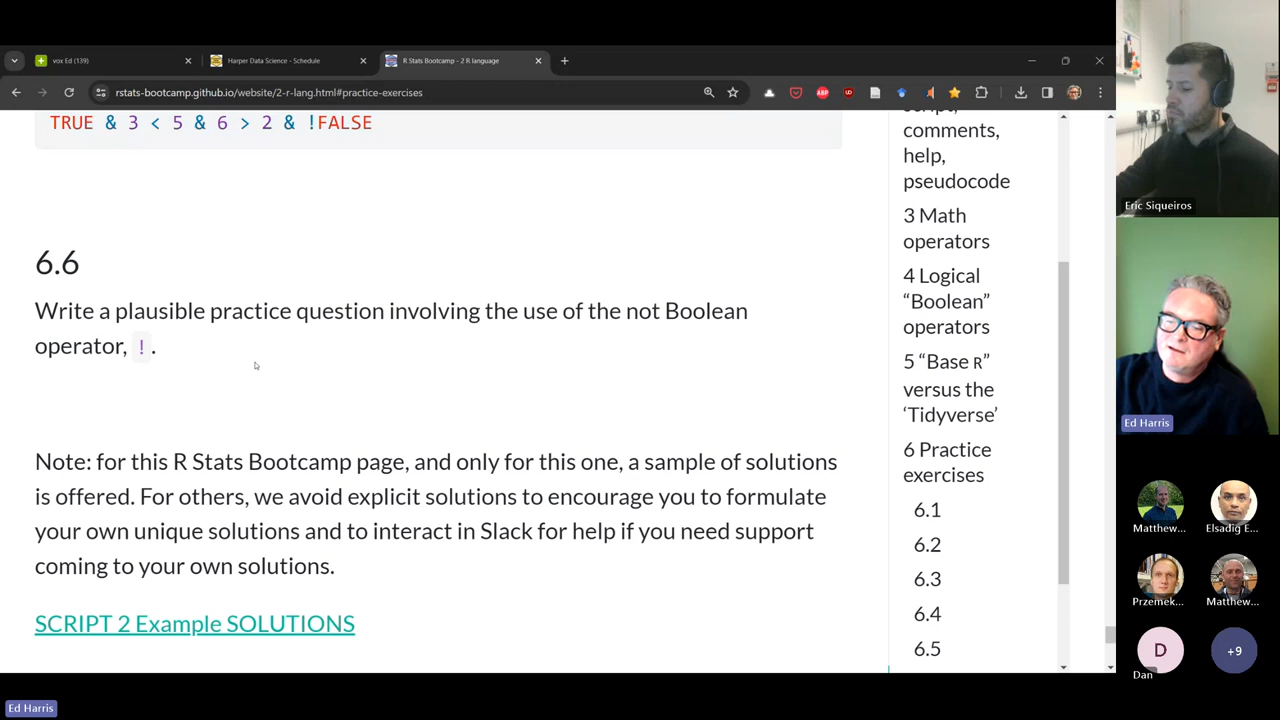 vox Ed (139)
Harper Data Science - Schedule
R Stats Bootcamp - 2 R language
rstats-bootcamp.github.io/website/2-r-lang.html#practice-exercises
TRUE & 3 < 5 & 6 > 2 & !FALSE
6.6
Write a plausible practice question involving the use of the not Boolean
operator, !.
Note: for this R Stats Bootcamp page, and only for this one, a sample of solutions
is offered. For others, we avoid explicit solutions to encourage you to formulate
your own unique solutions and to interact in Slack for help if you need support
coming to your own solutions.
SCRIPT 2 Example SOLUTIONS
comments,
help,
pseudocode
3 Math
operators
4 Logical
“Boolean”
operators
5 “Base R”
versus the
‘Tidyverse’
6 Practice
exercises
6.1
6.2
6.3
6.4
6.5
Eric Siqueiros
Ed Harris
Matthew...
Elsadig E...
Przemek...
Matthew...
D
Dan
+9
Ed Harris